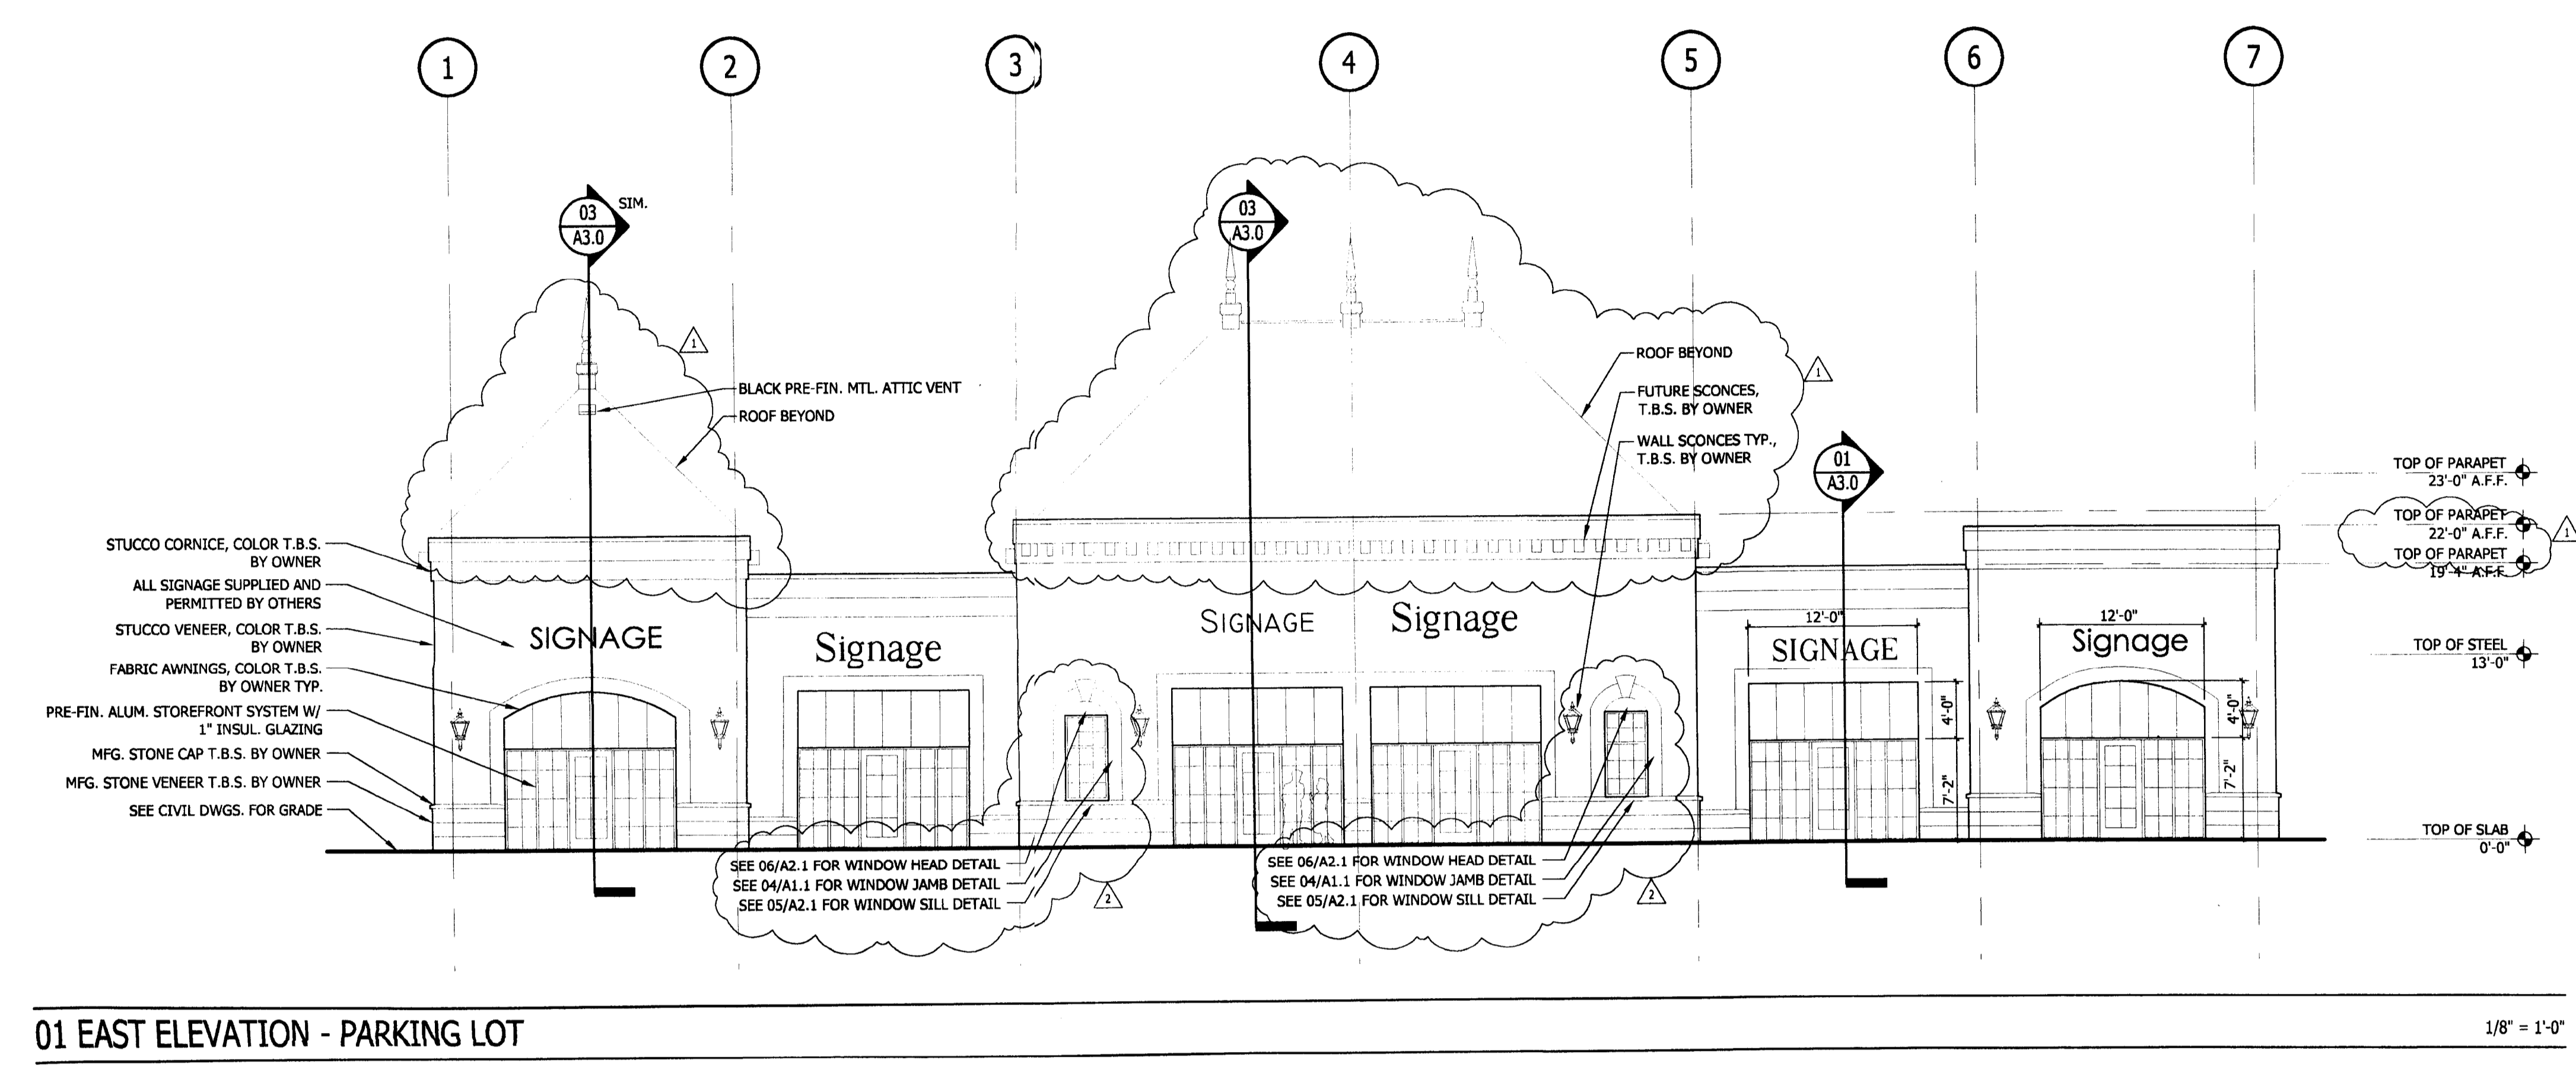 1
2
3
4
5
6
7
03
A3.0
SIM.
03
A3.0
1
BLACK PRE-FIN. MTL. ATTIC VENT
ROOF BEYOND
ROOF BEYOND
1
FUTURE SCONCES,
T.B.S. BY OWNER
WALL SCONCES TYP.,
T.B.S. BY OWNER
01
A3.0
TOP OF PARAPET
23'-0" A.F.F.
TOP OF PARAPET
22'-0" A.F.F.
1
TOP OF PARAPET
19'-4" A.F.F.
TOP OF STEEL
13'-0"
TOP OF SLAB
0'-0"
STUCCO CORNICE, COLOR T.B.S.
BY OWNER
ALL SIGNAGE SUPPLIED AND
PERMITTED BY OTHERS
STUCCO VENEER, COLOR T.B.S.
BY OWNER
FABRIC AWNINGS, COLOR T.B.S.
BY OWNER TYP.
PRE-FIN. ALUM. STOREFRONT SYSTEM W/
1" INSUL. GLAZING
MFG. STONE CAP T.B.S. BY OWNER
MFG. STONE VENEER T.B.S. BY OWNER
SEE CIVIL DWGS. FOR GRADE
SIGNAGE
Signage
SIGNAGE
Signage
12'-0"
SIGNAGE
12'-0"
Signage
4'-0"
7'-2"
4'-0"
7'-2"
SEE 06/A2.1 FOR WINDOW HEAD DETAIL
SEE 04/A1.1 FOR WINDOW JAMB DETAIL
SEE 05/A2.1 FOR WINDOW SILL DETAIL
2
SEE 06/A2.1 FOR WINDOW HEAD DETAIL
SEE 04/A1.1 FOR WINDOW JAMB DETAIL
SEE 05/A2.1 FOR WINDOW SILL DETAIL
2
01 EAST ELEVATION - PARKING LOT
1/8" = 1'-0"